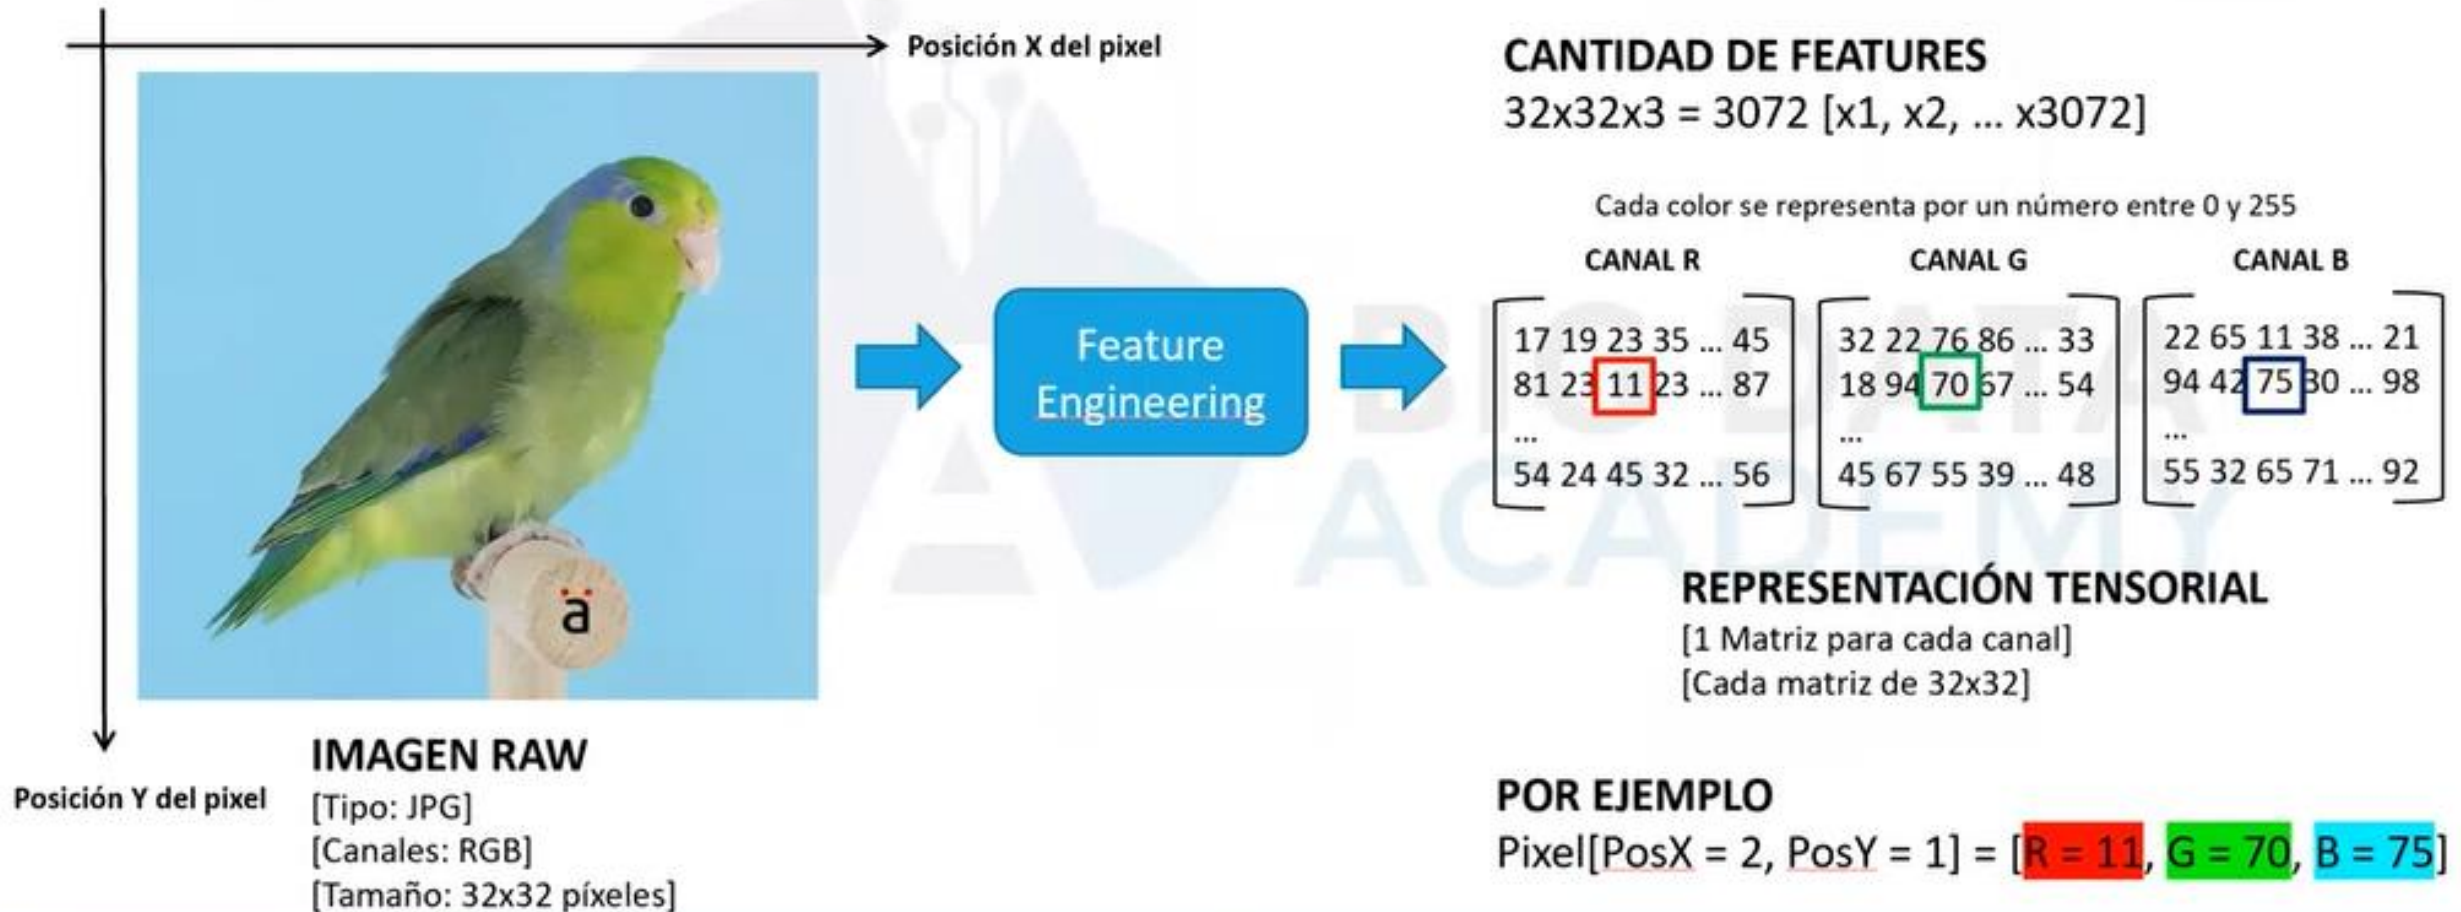 Posición X del pixel
Posición Y del pixel
ä
IMAGEN RAW
[Tipo: JPG]
[Canales: RGB]
[Tamaño: 32x32 píxeles]
Feature
Engineering
CANTIDAD DE FEATURES
32x32x3 = 3072 [x1, x2, ... x3072]
Cada color se representa por un número entre 0 y 255
CANAL R
17 19 23 35 ... 45
81 23 11 23 ... 87
...
54 24 45 32 ... 56
CANAL G
32 22 76 86 ... 33
18 94 70 67 ... 54
...
45 67 55 39 ... 48
CANAL B
22 65 11 38 ... 21
94 42 75 30 ... 98
...
55 32 65 71 ... 92
BIG DATA
ACADEMY
REPRESENTACIÓN TENSORIAL
[1 Matriz para cada canal]
[Cada matriz de 32x32]
POR EJEMPLO
Pixel[PosX = 2, PosY = 1] = [R = 11, G = 70, B = 75]